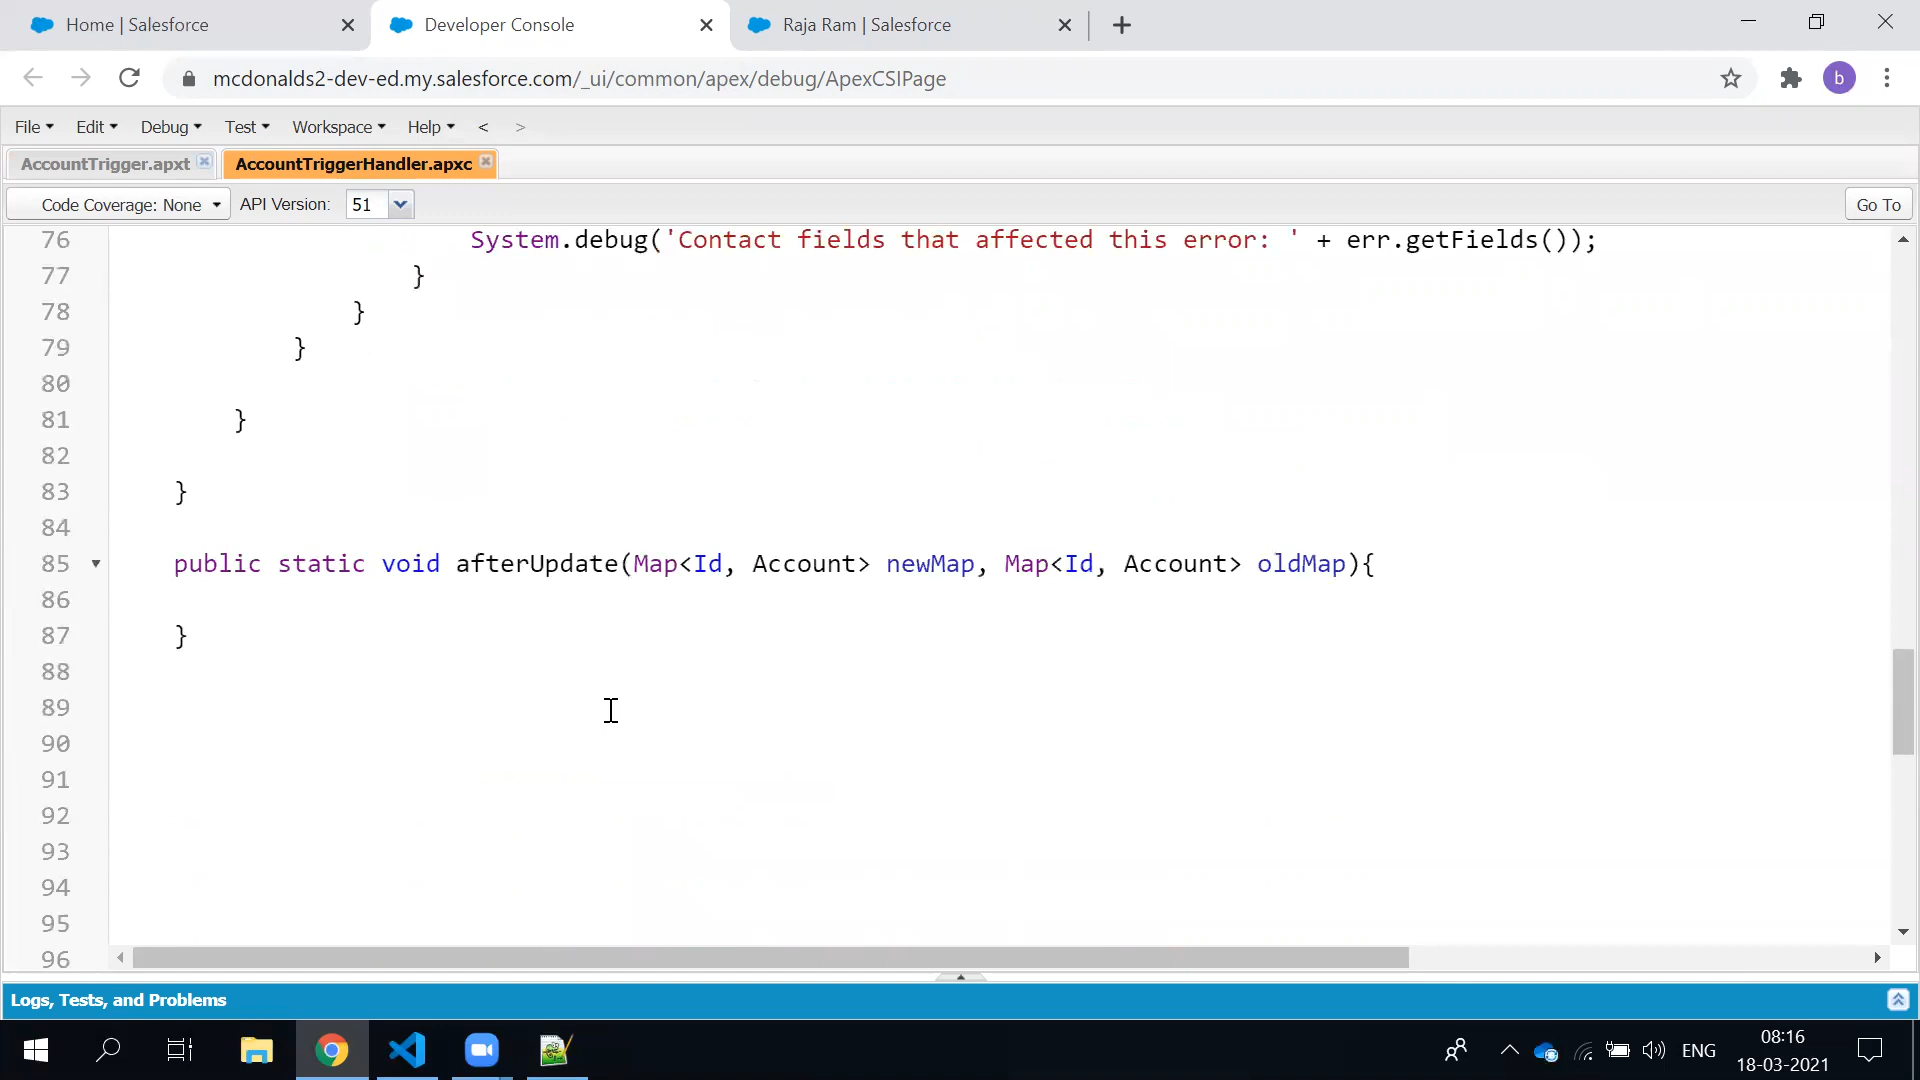 Home | Salesforce
Developer Console
Raja Ram | Salesforce
mcdonalds2-dev-ed.my.salesforce.com/_ui/common/apex/debug/ApexCSIPage
b
File Edit Debug Test Workspace Help < >
AccountTrigger.apxt
AccountTriggerHandler.apxc
Code Coverage: None API Version: 51 Go To
76 System.debug('Contact fields that affected this error: ' + err.getFields());
77 }
78 }
79 }
80
81 }
82
83 }
84
85 public static void afterUpdate(Map<Id, Account> newMap, Map<Id, Account> oldMap){
86
87 }
88
89
90
91
92
93
94
95
96
Logs, Tests, and Problems
ENG
08:16
18-03-2021